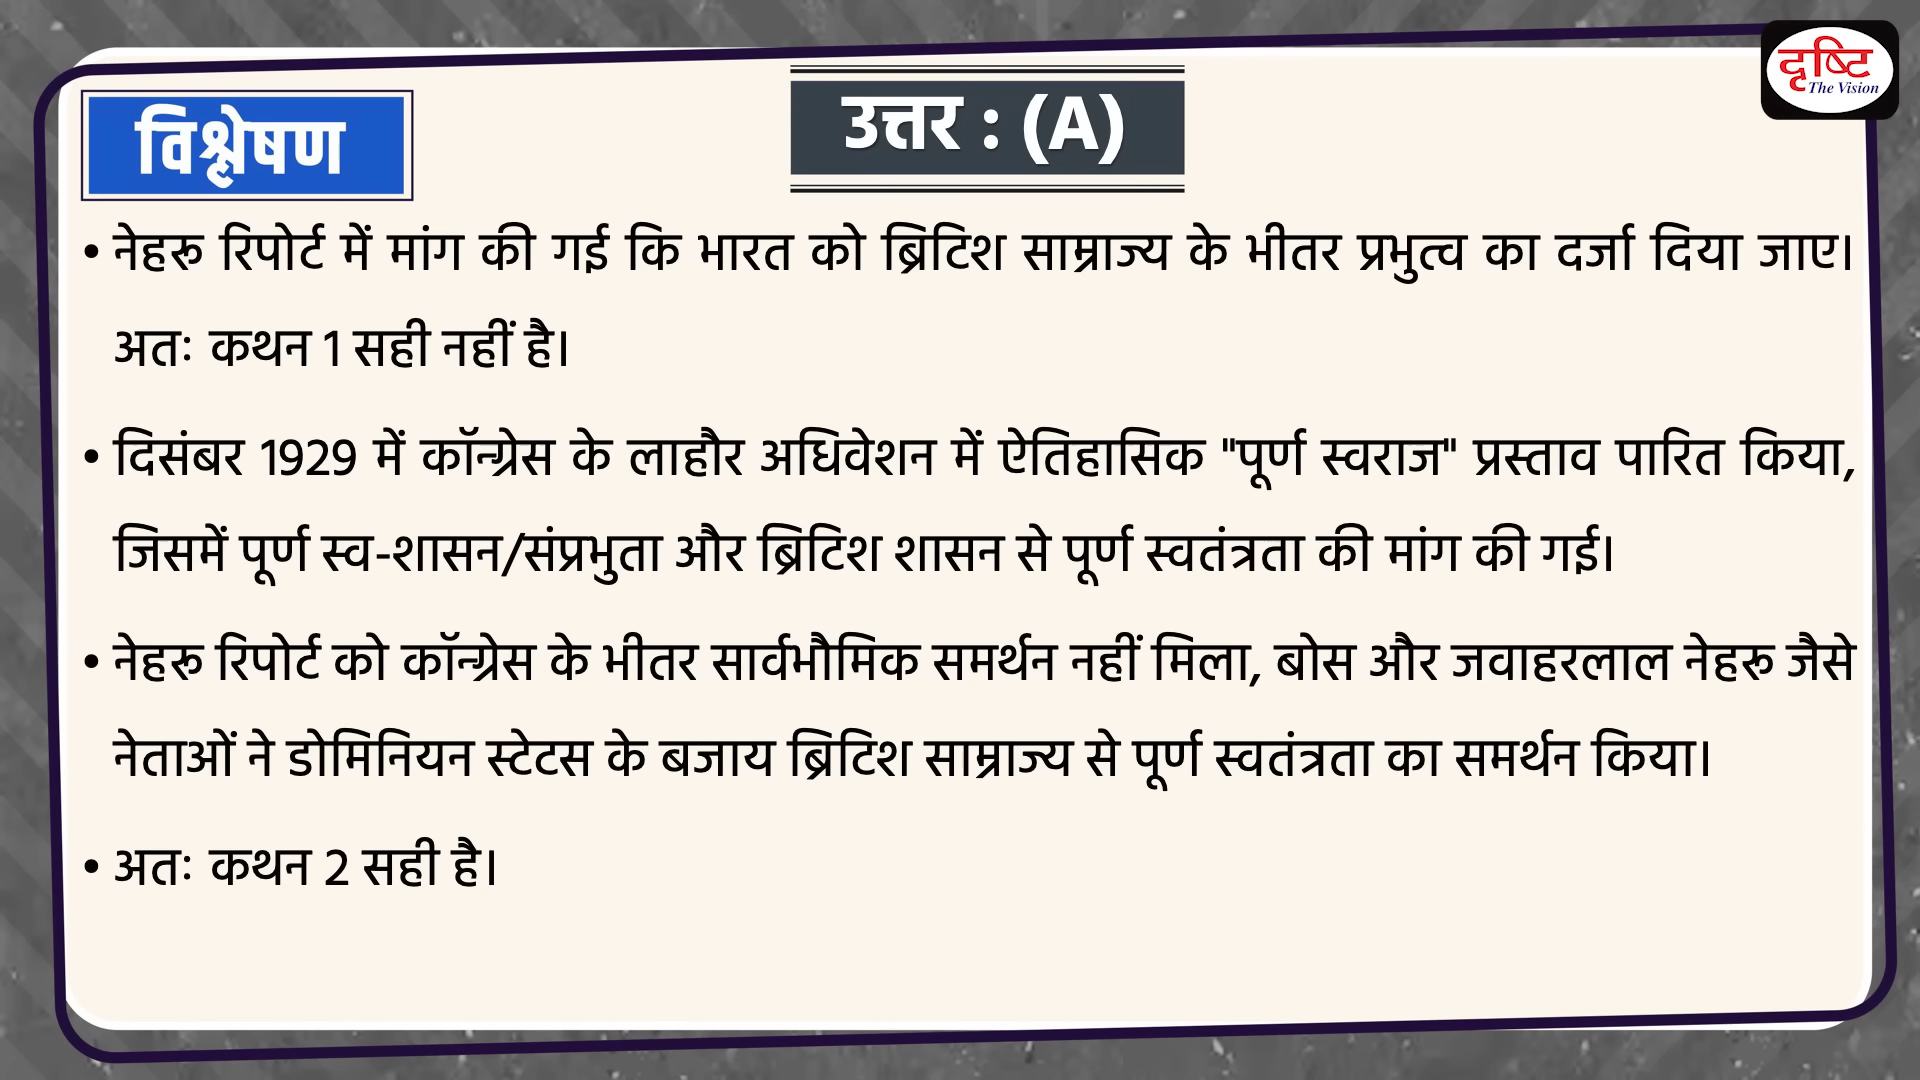 दृष्टि
The Vision
विश्लेषण
उत्तर : (A)
• नेहरू रिपोर्ट में मांग की गई कि भारत को ब्रिटिश साम्राज्य के भीतर प्रभुत्व का दर्जा दिया जाए।
अतः कथन 1 सही नहीं है।
• दिसंबर 1929 में कॉन्ग्रेस के लाहौर अधिवेशन में ऐतिहासिक "पूर्ण स्वराज" प्रस्ताव पारित किया,
जिसमें पूर्ण स्व-शासन/संप्रभुता और ब्रिटिश शासन से पूर्ण स्वतंत्रता की मांग की गई।
• नेहरू रिपोर्ट को कॉन्ग्रेस के भीतर सार्वभौमिक समर्थन नहीं मिला, बोस और जवाहरलाल नेहरू जैसे
नेताओं ने डोमिनियन स्टेटस के बजाय ब्रिटिश साम्राज्य से पूर्ण स्वतंत्रता का समर्थन किया।
• अतः कथन 2 सही है।